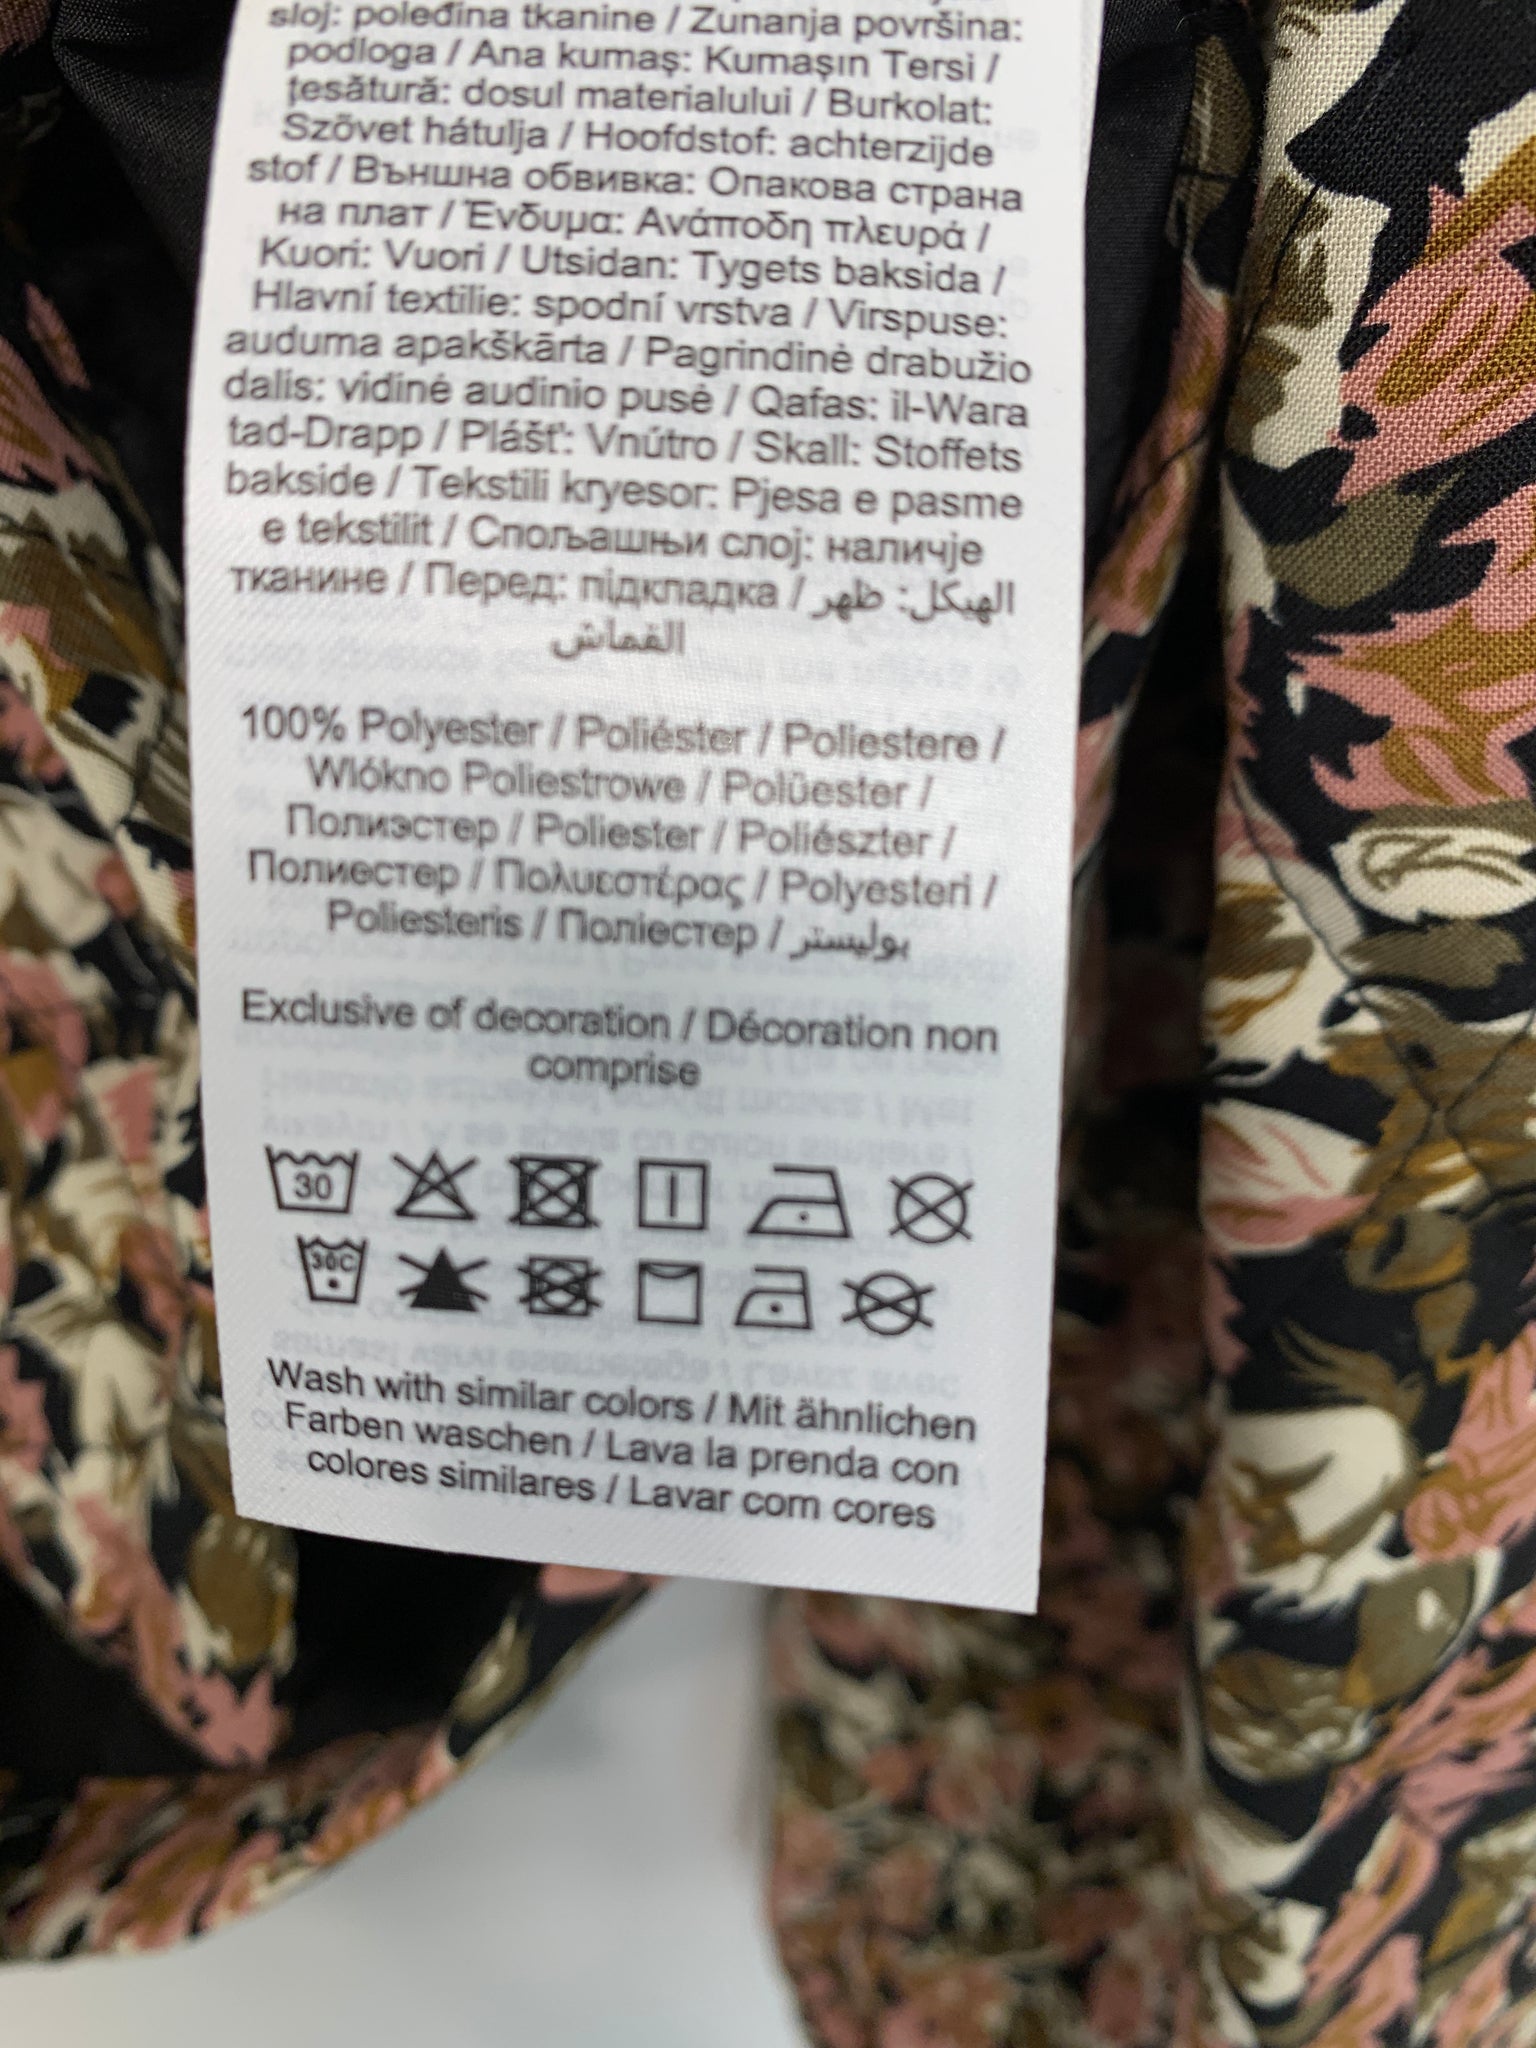 sloj: poleđina tkanine / Zunanja površina:
podloga / Ana kumaş: Kumaşın Tersi /
țesătură: dosul materialului / Burkolat:
Szövet hátulja / Hoofdstof: achterzijde
stof / Външна обвивка: Опакова страна
на плат / Ένδυμα: Ανάποδη πλευρά /
Kuori: Vuori / Utsidan: Tygets baksida /
Hlavní textilie: spodní vrstva / Virspuse:
auduma apakškārta / Pagrindinė drabužio
dalis: vidinė audinio pusė / Qafas: il-Wara
tad-Drapp / Plášť: Vnútro / Skall: Stoffets
bakside / Tekstili kryesor: Pjesa e pasme
e tekstilit / Спољашњи слој: наличје
тканине / Перед: підкладка / الهيكل: ظهر
القماش
100% Polyester / Poliéster / Poliestere /
Włókno Poliestrowe / Polüester /
Полиэстер / Poliester / Poliészter /
Полиестер / Πολυεστέρας / Polyesteri /
Poliesteris / Поліестер / بوليستر
Exclusive of decoration / Décoration non
comprise
30
30C
Wash with similar colors / Mit ähnlichen
Farben waschen / Lava la prenda con
colores similares / Lavar com cores